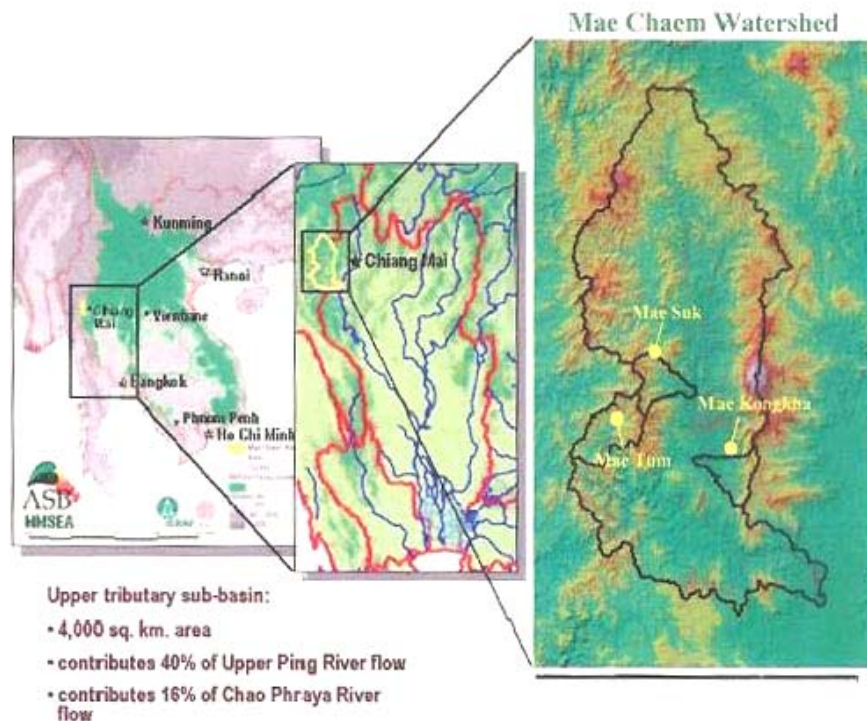 Mae Chaem Watershed
Kunming
Hanoi
Chiang
Mai
Vientiane
Bangkok
Phnom Penh
Ho Chi Minh
ASB
MMSEA
Chiang Mai
Mae Suk
Mae Kongkha
Mae Tum
Upper tributary sub-basin:
• 4,000 sq. km. area
• contributes 40% of Upper Ping River flow
• contributes 16% of Chao Phraya River
flow